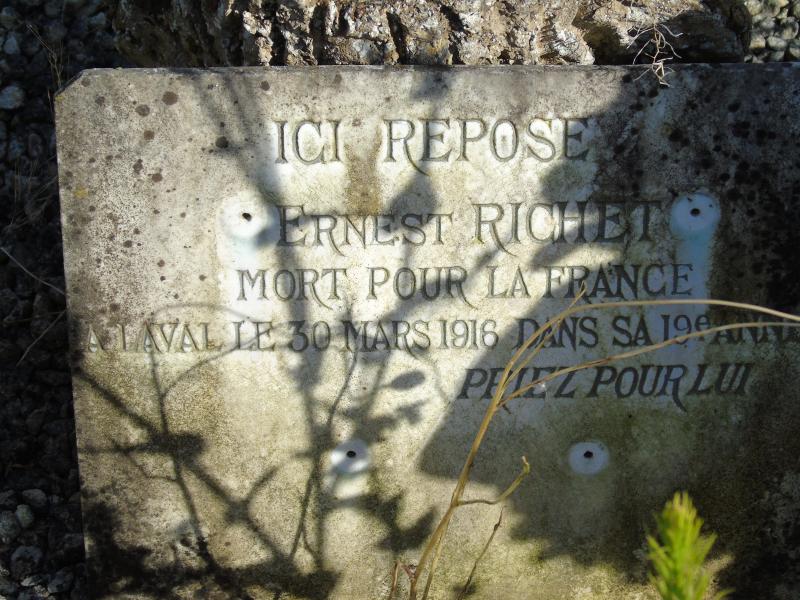 ICI REPOSE
ERNEST RICHET
MORT POUR LA FRANCE
A LAVAL LE 30 MARS 1916 DANS SA 19e ANNE
PRIEZ POUR LUI